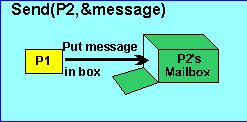 Send(P2,&message)
Put message
P1
P2's
in box
Mailbox